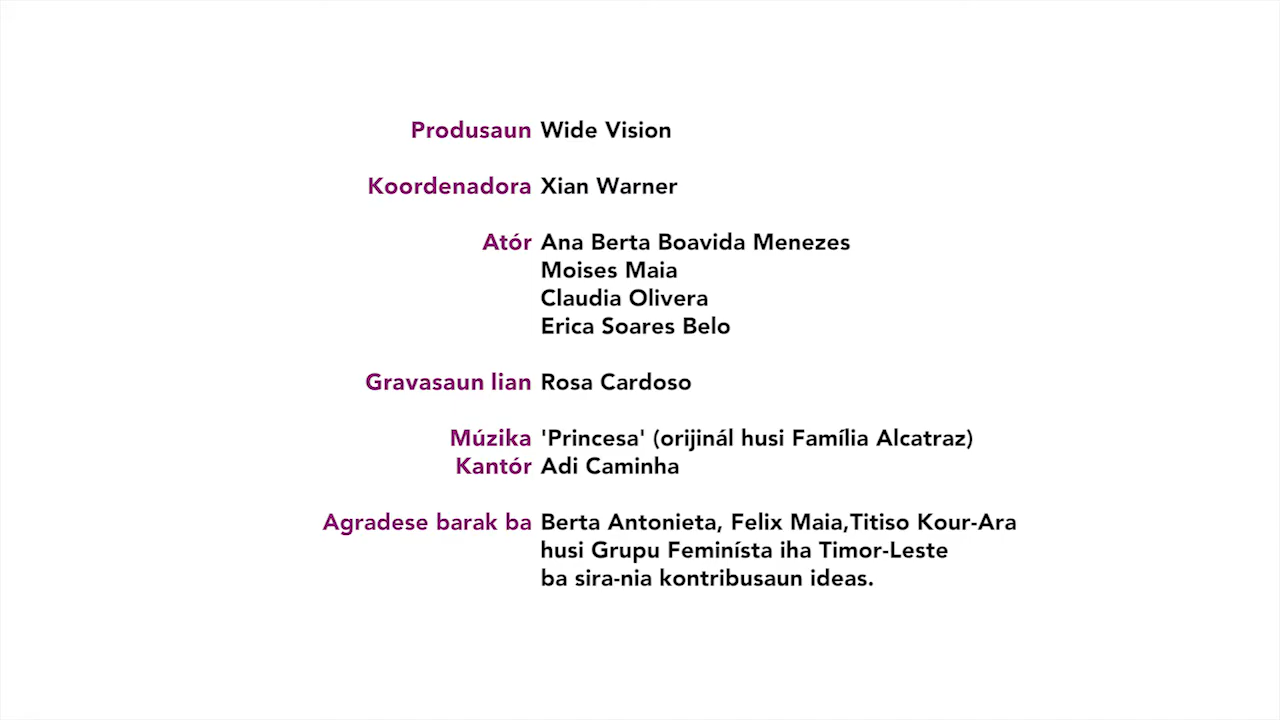 Produsaun Wide Vision
Koordenadora Xian Warner
Atór Ana Berta Boavida Menezes
Moises Maia
Claudia Olivera
Erica Soares Belo
Gravasaun lian Rosa Cardoso
Múzika 'Princesa' (orijinál husi Família Alcatraz)
Kantór Adi Caminha
Agradese barak ba Berta Antonieta, Felix Maia,Titiso Kour-Ara
husi Grupu Feminísta iha Timor-Leste
ba sira-nia kontribusaun ideas.